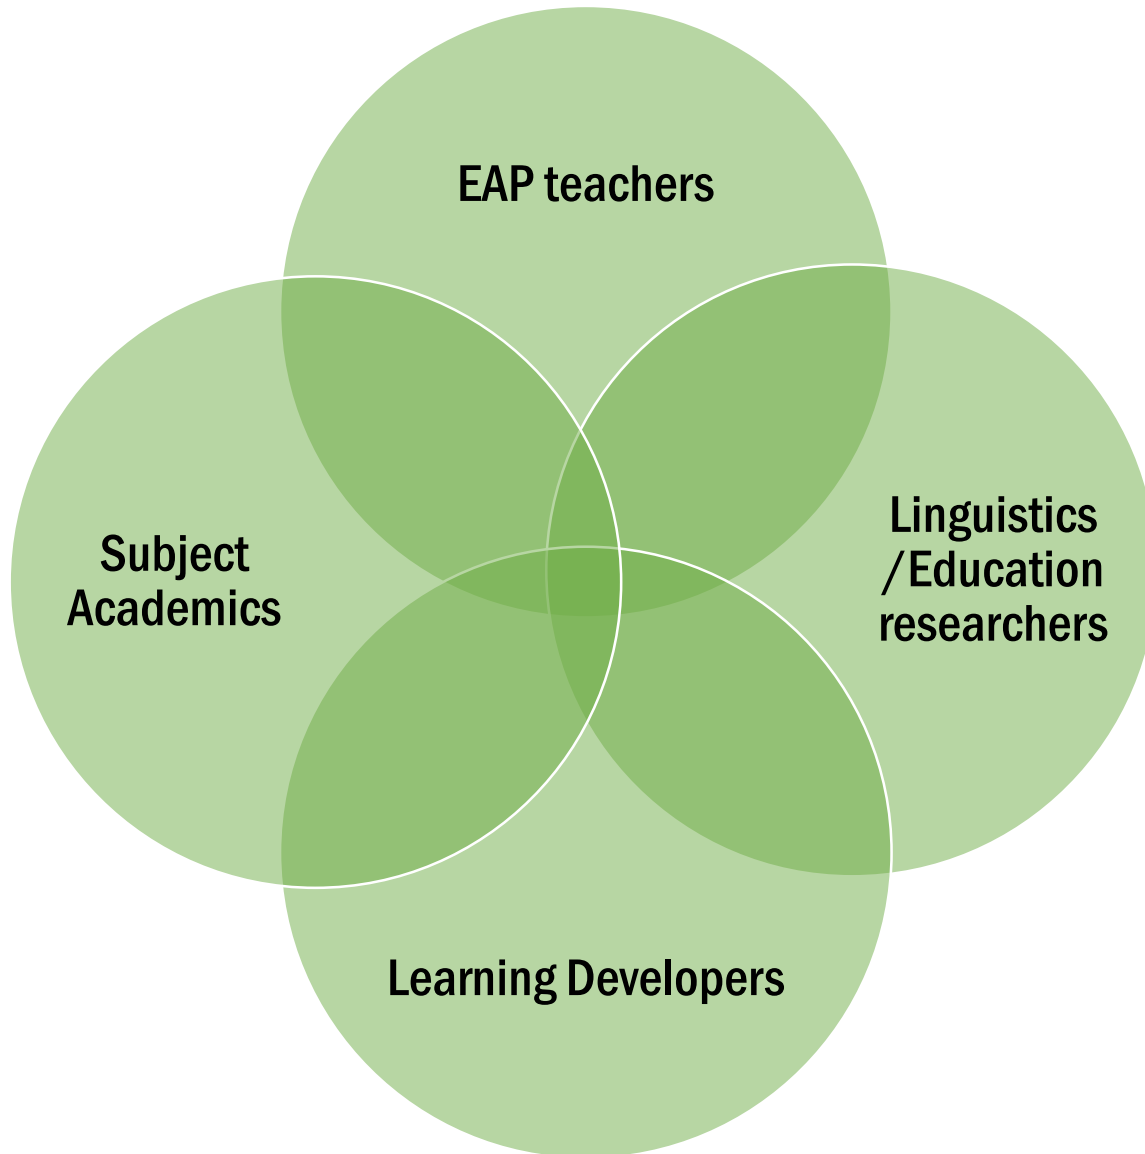 EAP teachers
Subject
Academics
Linguistics
/Education
researchers
Learning Developers